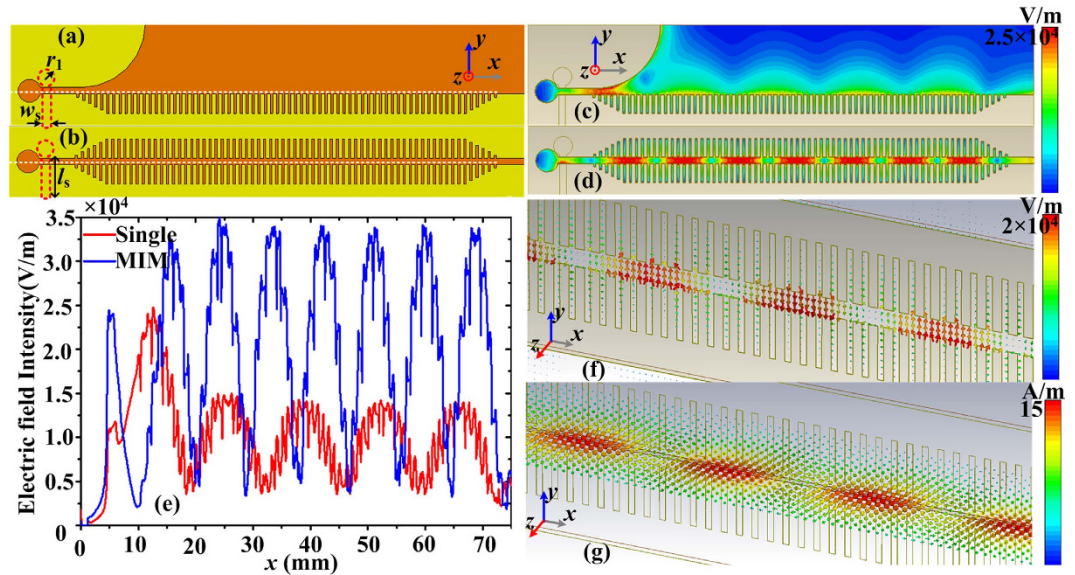 (a)
r1
y
x
z
ws
(b)
ls
V/m
2.5×10⁴
y
x
z
(c)
(d)
×10⁴
3.5
3.0
2.5
2.0
1.5
1.0
0.5
0
Single
MIM
Electric field Intensity(V/m)
(e)
0 10 20 30 40 50 60 70
x (mm)
V/m
2×10⁴
y
x
z
(f)
A/m
15
y
x
z
(g)